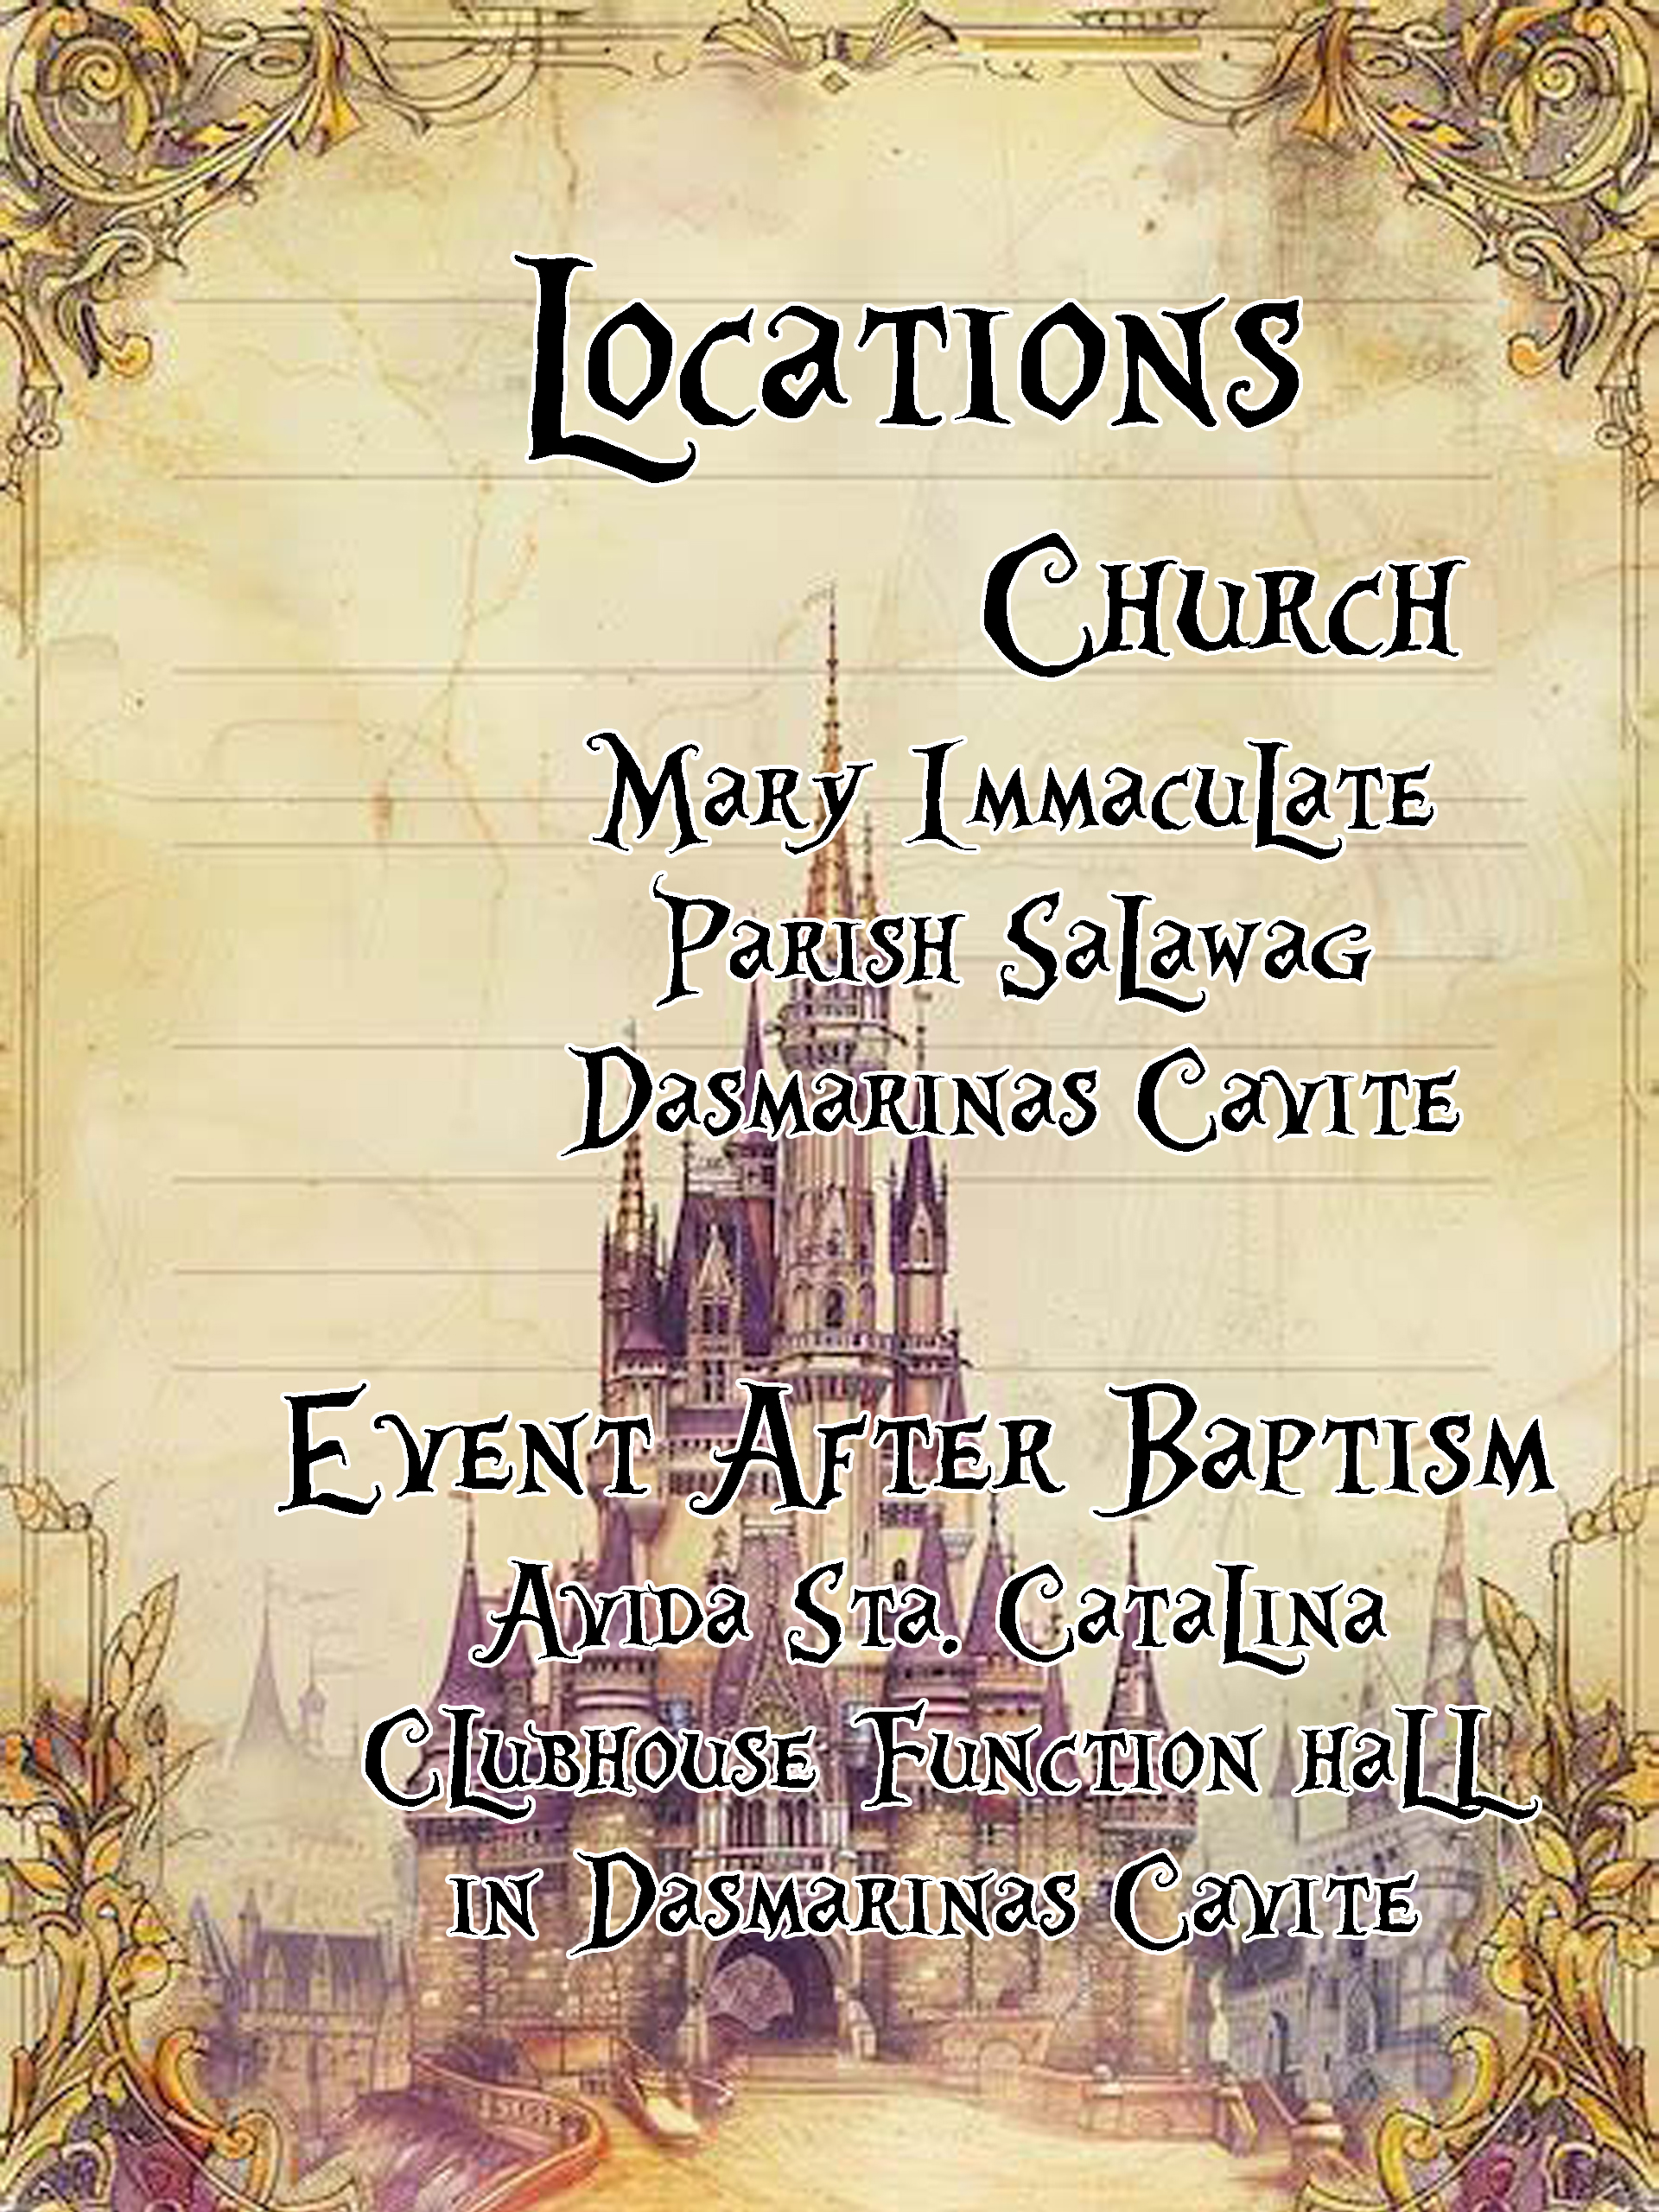 Locations
Church
Mary Immaculate
Parish Salawag
Dasmarinas Cavite
Event After Baptism
Avida Sta. Catalina
Clubhouse Function hall
in Dasmarinas Cavite